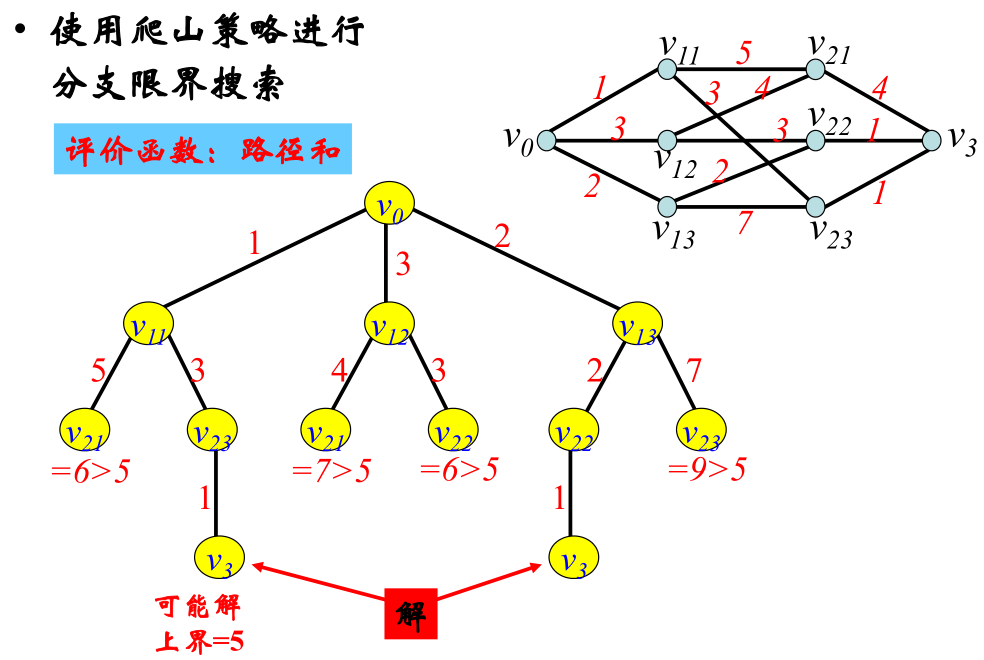 • 使用爬山策略进行
分支限界搜索
评价函数：路径和
v11 5 v21
1 3 4 4
v0 3 v12 3 v22 1 v3
2 2 1
v13 7 v23
v0
1 3 2
v11 v12 v13
5 3 4 3 2 7
v21 v23 v21 v22 v22 v23
=6>5 =7>5 =6>5 =9>5
1 1
v3 v3
可能解
上界=5
解